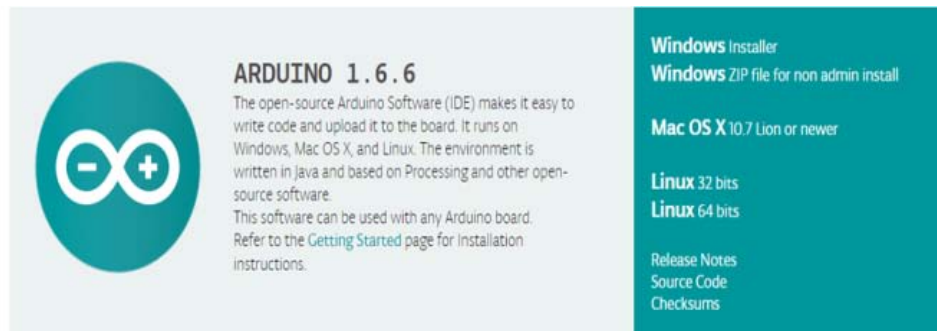 ARDUINO 1.6.6
The open-source Arduino Software (IDE) makes it easy to
write code and upload it to the board. It runs on
Windows, Mac OS X, and Linux. The environment is
written in Java and based on Processing and other open-
source software.
This software can be used with any Arduino board.
Refer to the Getting Started page for Installation
instructions.
Windows Installer
Windows ZIP file for non admin install
Mac OS X 10.7 Lion or newer
Linux 32 bits
Linux 64 bits
Release Notes
Source Code
Checksums